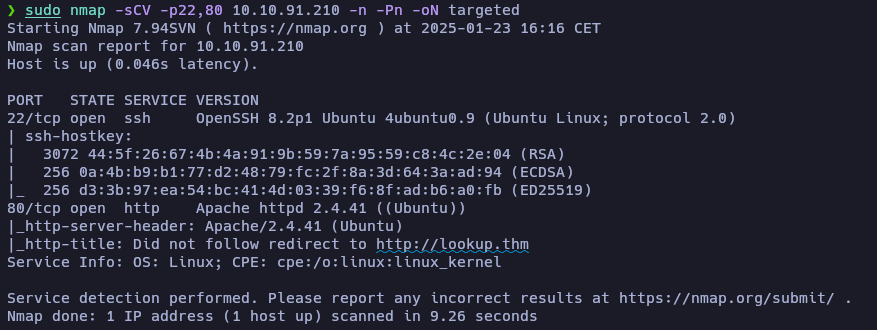 ❯ sudo nmap -sCV -p22,80 10.10.91.210 -n -Pn -oN targeted
Starting Nmap 7.94SVN ( https://nmap.org ) at 2025-01-23 16:16 CET
Nmap scan report for 10.10.91.210
Host is up (0.046s latency).

PORT   STATE SERVICE VERSION
22/tcp open  ssh     OpenSSH 8.2p1 Ubuntu 4ubuntu0.9 (Ubuntu Linux; protocol 2.0)
| ssh-hostkey:
|   3072 44:5f:26:67:4b:4a:91:9b:59:7a:95:59:c8:4c:2e:04 (RSA)
|   256 0a:4b:b9:b1:77:d2:48:79:fc:2f:8a:3d:64:3a:ad:94 (ECDSA)
|_  256 d3:3b:97:ea:54:bc:41:4d:03:39:f6:8f:ad:b6:a0:fb (ED25519)
80/tcp open  http    Apache httpd 2.4.41 ((Ubuntu))
|_http-server-header: Apache/2.4.41 (Ubuntu)
|_http-title: Did not follow redirect to http://lookup.thm
Service Info: OS: Linux; CPE: cpe:/o:linux:linux_kernel

Service detection performed. Please report any incorrect results at https://nmap.org/submit/ .
Nmap done: 1 IP address (1 host up) scanned in 9.26 seconds